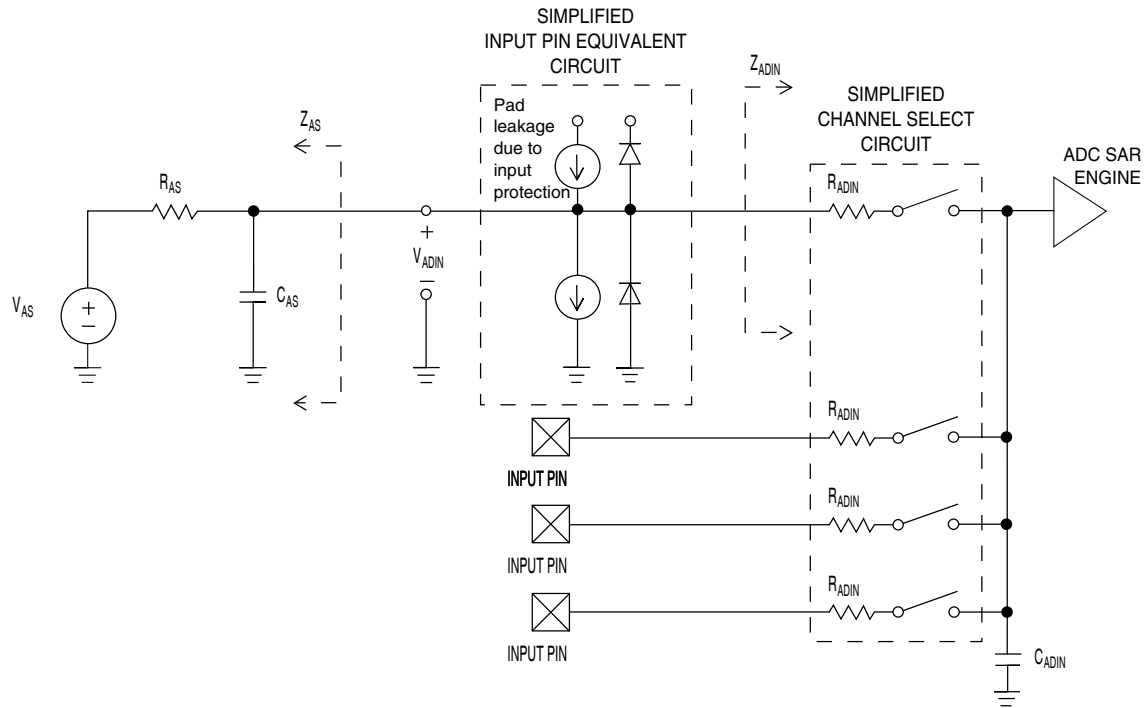 SIMPLIFIED
INPUT PIN EQUIVALENT
CIRCUIT
Pad
leakage
due to
input
protection
ZAS
ZADIN
SIMPLIFIED
CHANNEL SELECT
CIRCUIT
ADC SAR
ENGINE
RAS
RADIN
VADIN
+
−
CAS
VAS
+
−
RADIN
INPUT PIN
RADIN
INPUT PIN
RADIN
INPUT PIN
CADIN